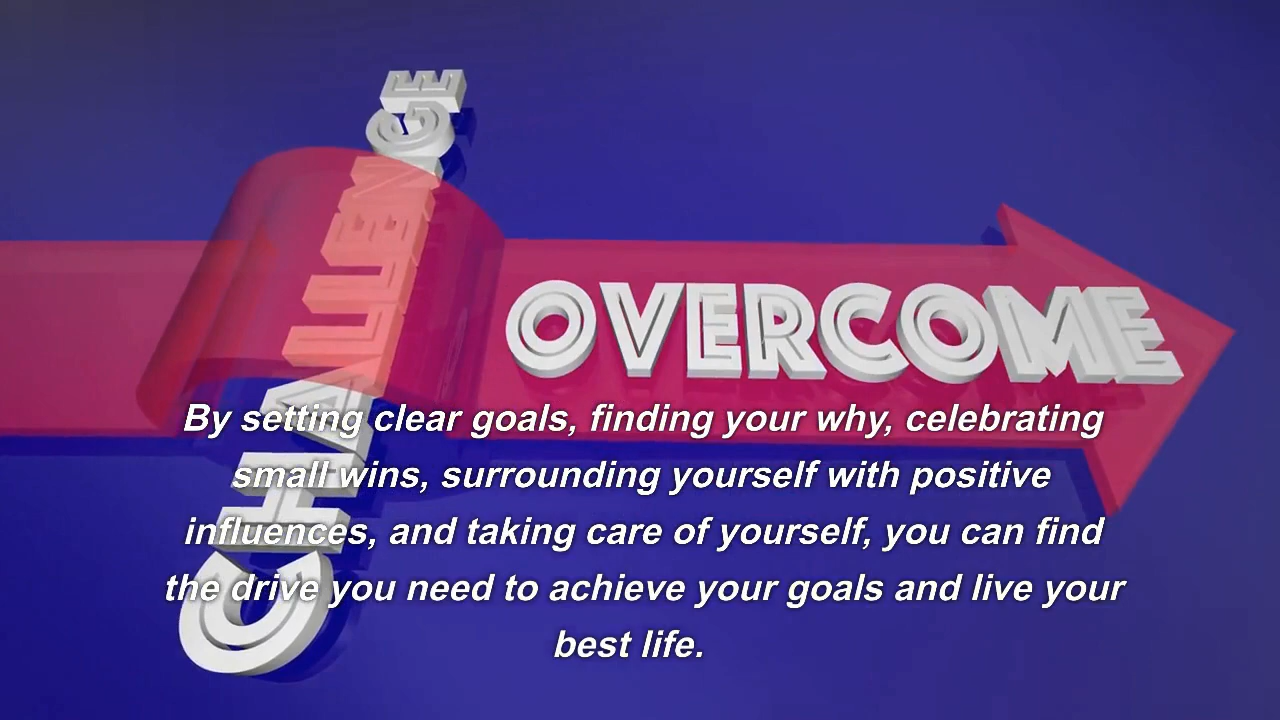 CHALLENGE
OVERCOME
By setting clear goals, finding your why, celebrating
small wins, surrounding yourself with positive
influences, and taking care of yourself, you can find
the drive you need to achieve your goals and live your
best life.